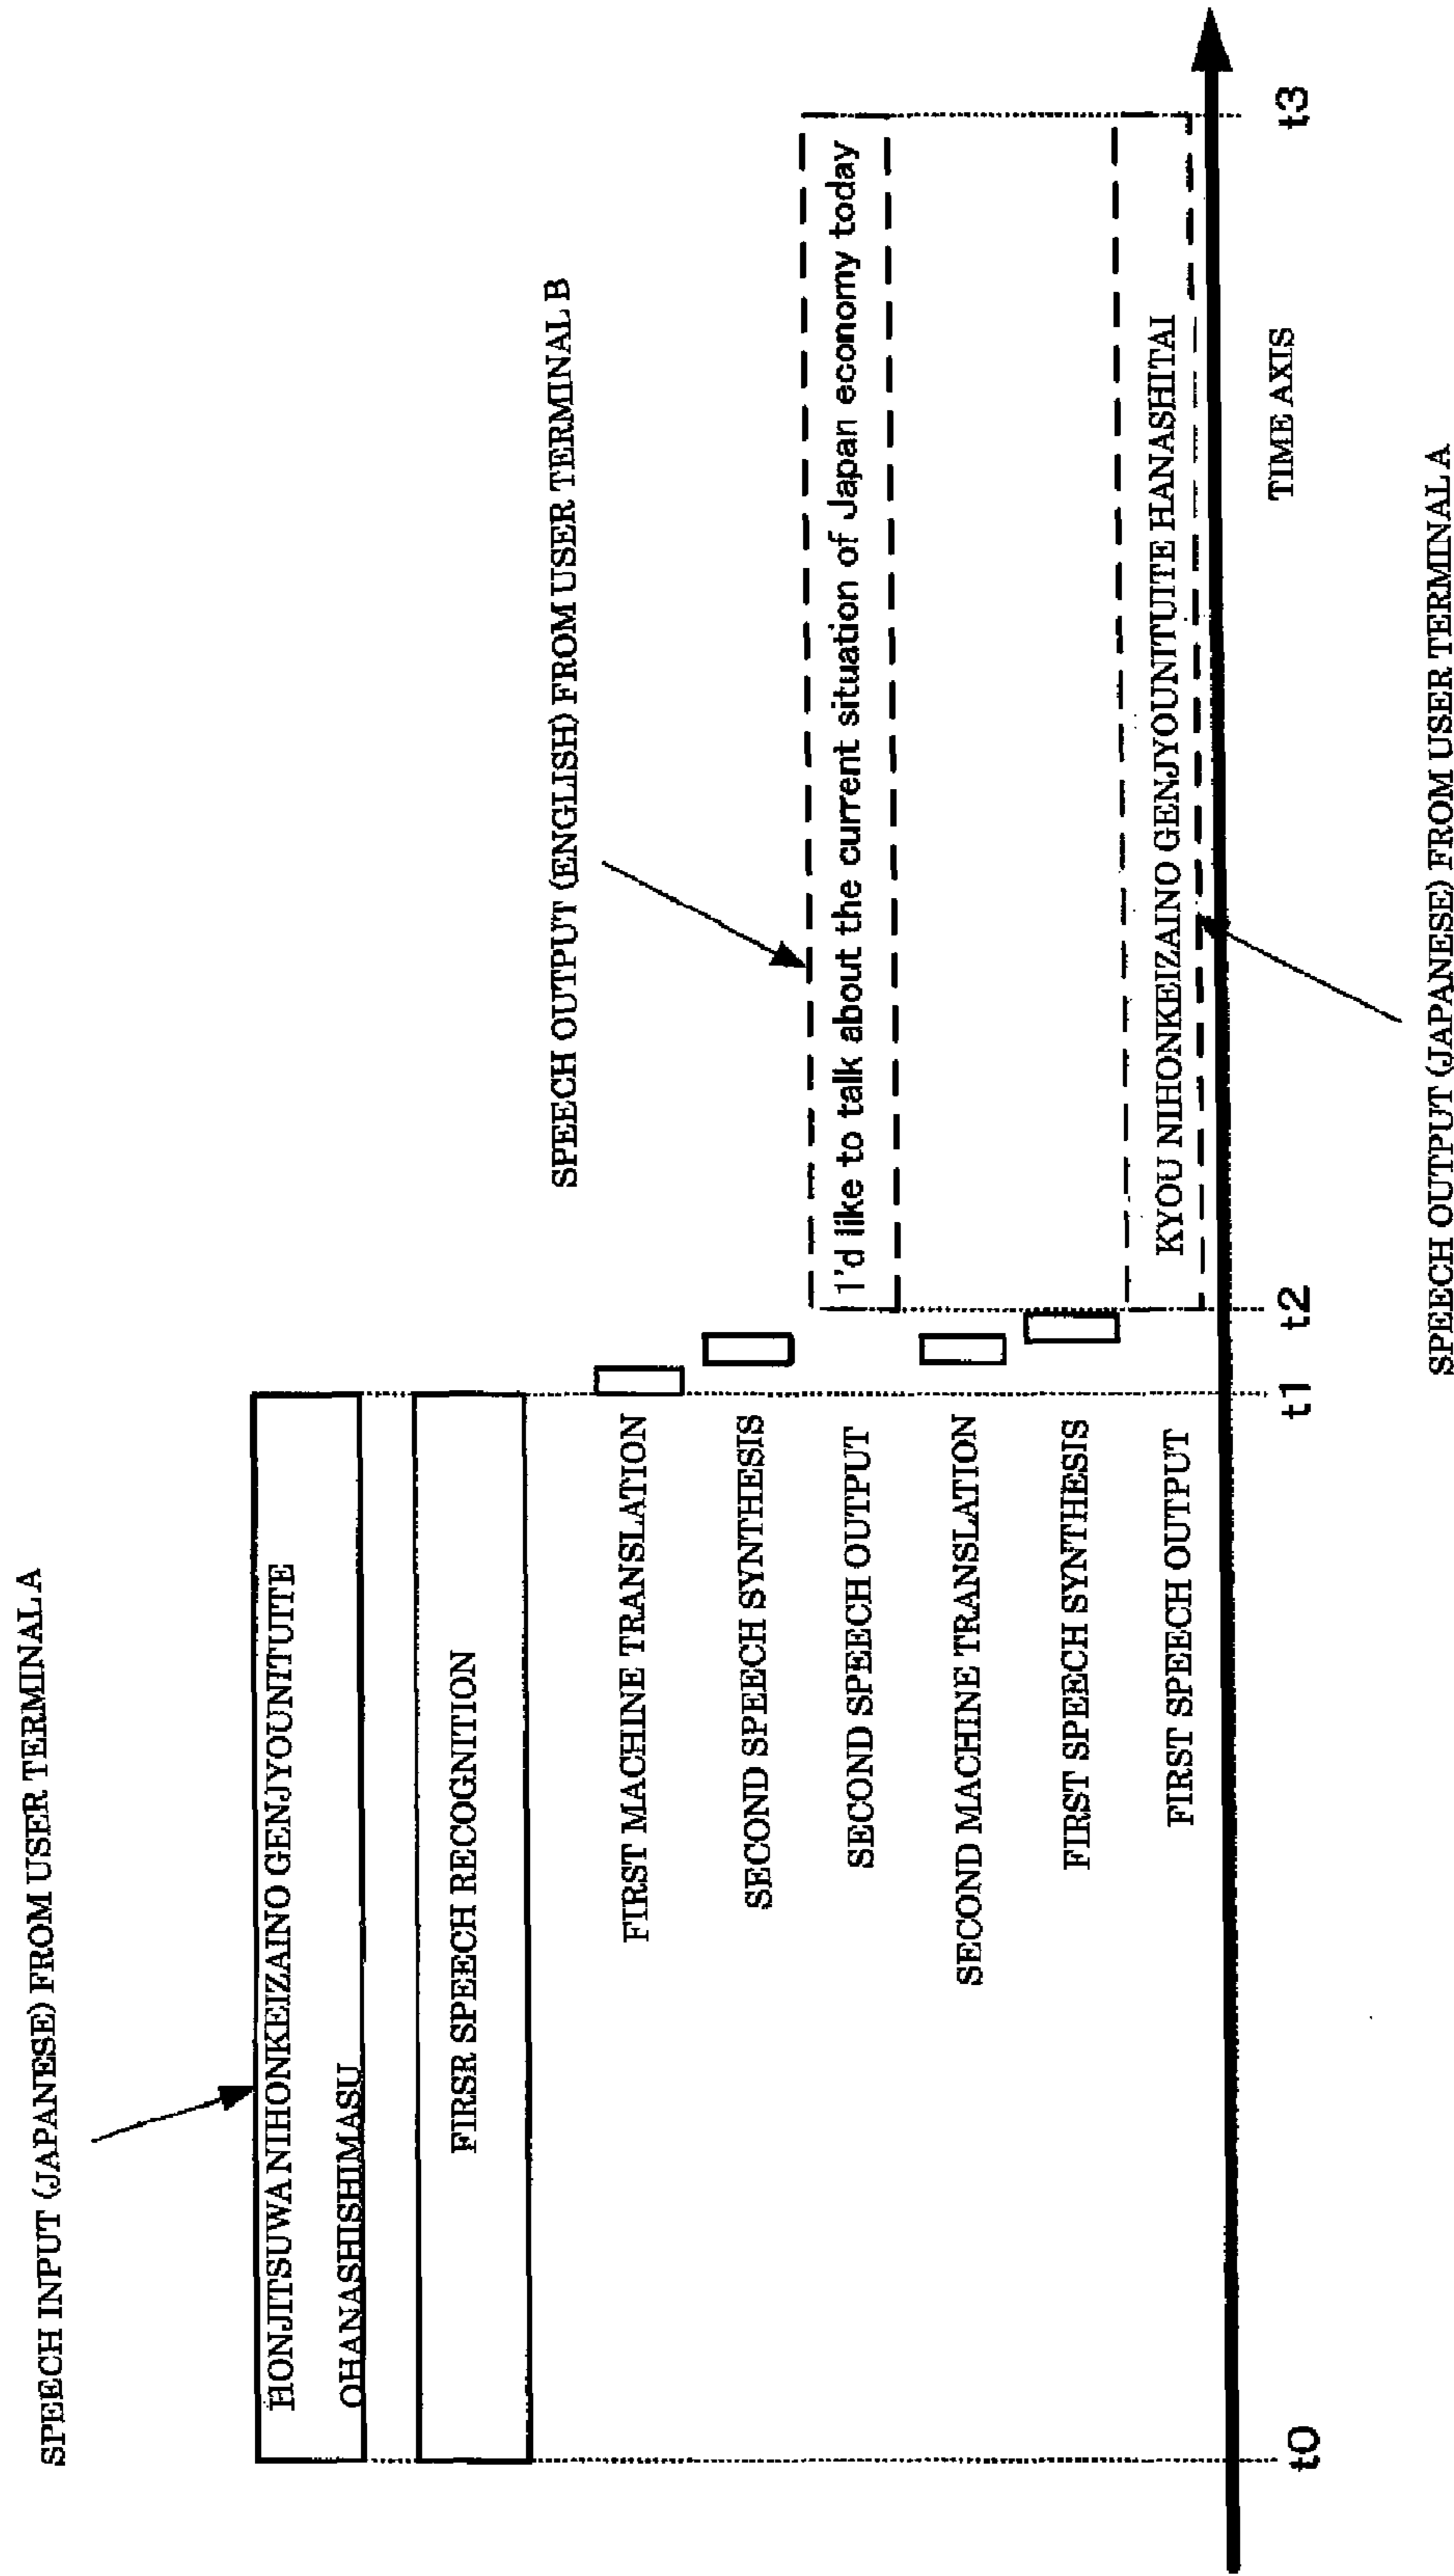 SPEECH INPUT (JAPANESE) FROM USER TERMINAL A
HONJITSUWA NIHONKEIZAINO GENJYOUNITUITE
OHANASHISHIMASU
FIRSR SPEECH RECOGNITION
SPEECH OUTPUT (ENGLISH) FROM USER TERMINAL B
FIRST MACHINE TRANSLATION
SECOND SPEECH SYNTHESIS
SECOND SPEECH OUTPUT
I'd like to talk about the current situation of Japan economy today
SECOND MACHINE TRANSLATION
FIRST SPEECH SYNTHESIS
FIRST SPEECH OUTPUT
KYOU NIHONKEIZAINO GENJYOUNITUITE HANASHITAI
t0
t1
t2
t3
TIME AXIS
SPEECH OUTPUT (JAPANESE) FROM USER TERMINAL A